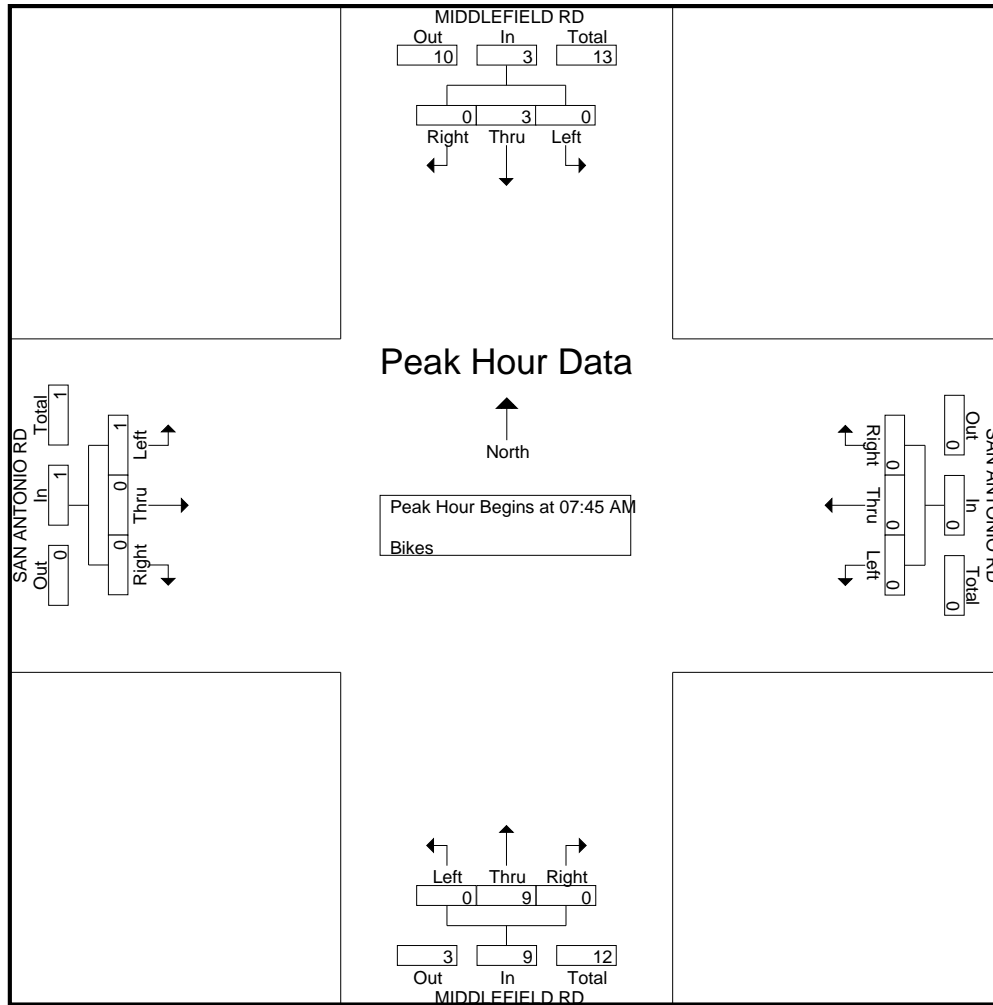 MIDDLEFIELD RD
Out In Total
10 3 13
0 3 0
Right Thru Left
Peak Hour Data
North
Peak Hour Begins at 07:45 AM
Bikes
SAN ANTONIO RD
Out In Total
0 1 1
Right Thru Left
0 0 1
SAN ANTONIO RD
Out In Total
0 0 0
Right Thru Left
0 0 0
Left Thru Right
0 9 0
3 9 12
Out In Total
MIDDLEFIELD RD